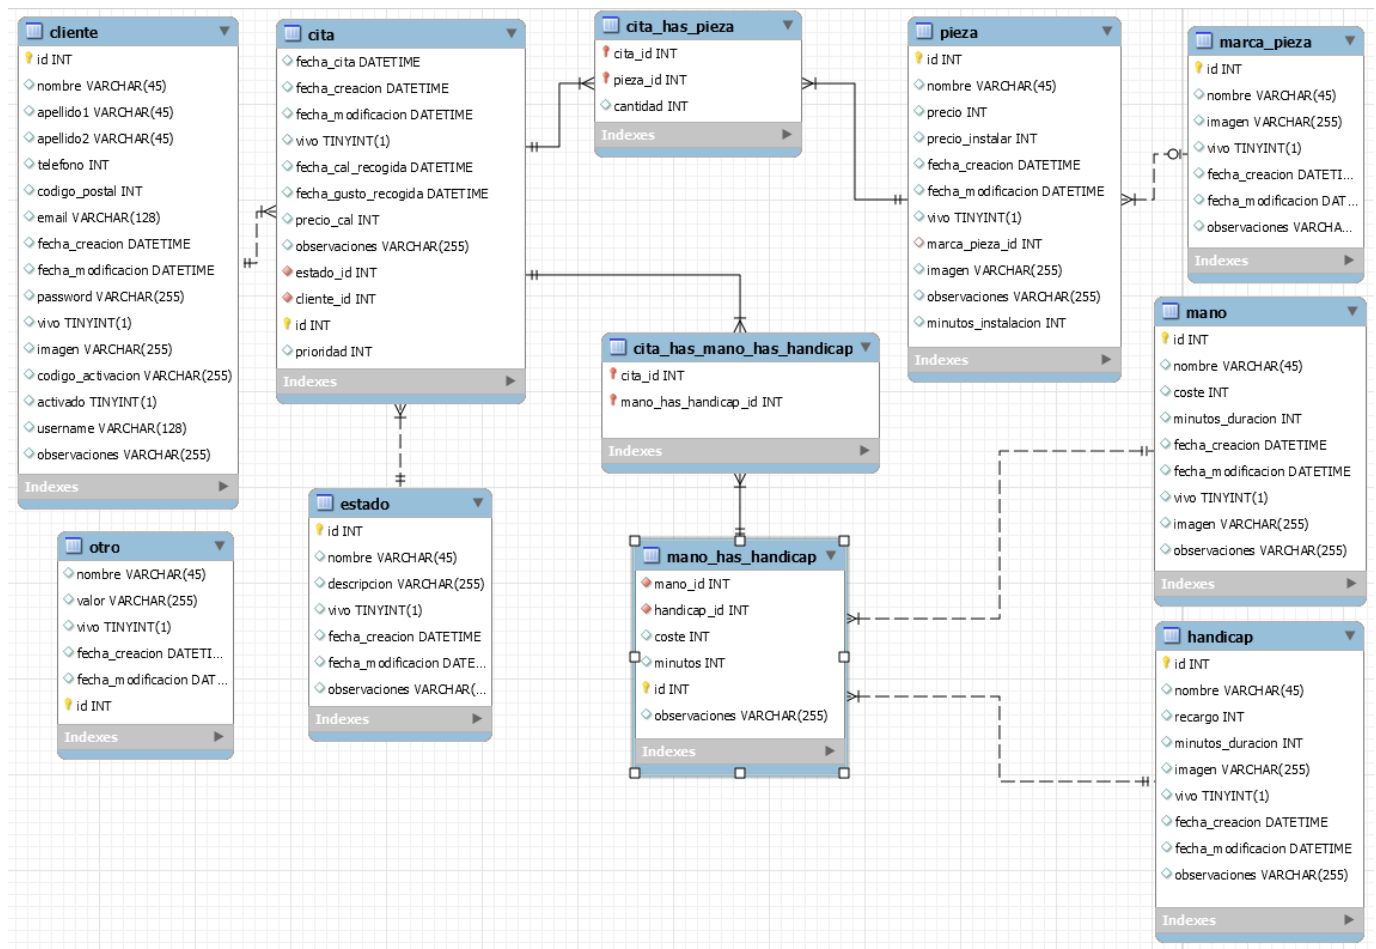 cliente
id INT
nombre VARCHAR(45)
apellido1 VARCHAR(45)
apellido2 VARCHAR(45)
telefono INT
codigo_postal INT
email VARCHAR(128)
fecha_creacion DATETIME
fecha_modificacion DATETIME
password VARCHAR(255)
vivo TINYINT(1)
imagen VARCHAR(255)
codigo_activacion VARCHAR(255)
activado TINYINT(1)
username VARCHAR(128)
observaciones VARCHAR(255)
Indexes
cita
fecha_cita DATETIME
fecha_creacion DATETIME
fecha_modificacion DATETIME
vivo TINYINT(1)
fecha_cal_recogida DATETIME
fecha_gusto_recogida DATETIME
precio_cal INT
observaciones VARCHAR(255)
estado_id INT
cliente_id INT
id INT
prioridad INT
Indexes
cita_has_pieza
cita_id INT
pieza_id INT
cantidad INT
Indexes
pieza
id INT
nombre VARCHAR(45)
precio INT
precio_instalar INT
fecha_creacion DATETIME
fecha_modificacion DATETIME
vivo TINYINT(1)
marca_pieza_id INT
imagen VARCHAR(255)
observaciones VARCHAR(255)
minutos_instalacion INT
Indexes
marca_pieza
id INT
nombre VARCHAR(45)
imagen VARCHAR(255)
vivo TINYINT(1)
fecha_creacion DATETI...
fecha_modificacion DAT...
observaciones VARCHA...
Indexes
cita_has_mano_has_handicap
cita_id INT
mano_has_handicap_id INT
Indexes
mano
id INT
nombre VARCHAR(45)
coste INT
minutos_duracion INT
fecha_creacion DATETIME
fecha_modificacion DATETIME
vivo TINYINT(1)
imagen VARCHAR(255)
observaciones VARCHAR(255)
Indexes
otro
nombre VARCHAR(45)
valor VARCHAR(255)
vivo TINYINT(1)
fecha_creacion DATETI...
fecha_modificacion DAT...
id INT
Indexes
estado
id INT
nombre VARCHAR(45)
descripcion VARCHAR(255)
vivo TINYINT(1)
fecha_creacion DATETIME
fecha_modificacion DATE...
observaciones VARCHAR(...
Indexes
mano_has_handicap
mano_id INT
handicap_id INT
coste INT
minutos INT
id INT
observaciones VARCHAR(255)
Indexes
handicap
id INT
nombre VARCHAR(45)
recargo INT
minutos_duracion INT
imagen VARCHAR(255)
vivo TINYINT(1)
fecha_creacion DATETIME
fecha_modificacion DATETIME
observaciones VARCHAR(255)
Indexes